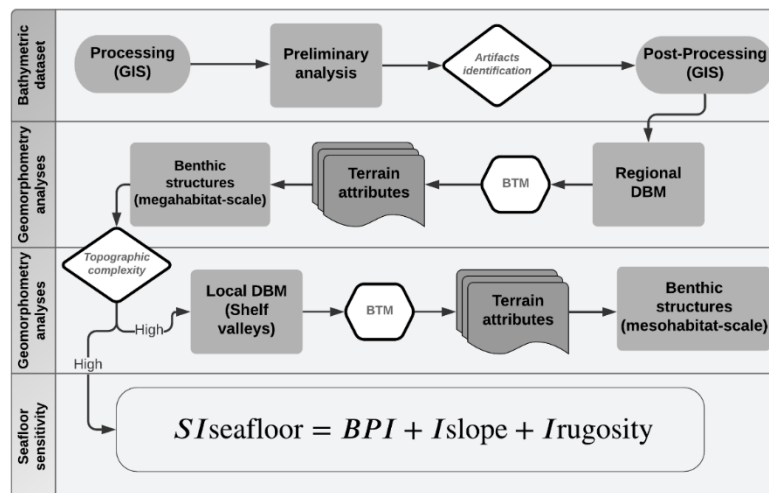 Bathymetric
dataset
Processing
(GIS)
Preliminary
analysis
Artifacts
identification
Post-Processing
(GIS)
Geomorphometry
analyses
Benthic
structures
(megahabitat-scale)
Terrain
attributes
BTM
Regional
DBM
Geomorphometry
analyses
Topographic
complexity
High
High
Local DBM
(Shelf
valleys)
BTM
Terrain
attributes
Benthic
structures
(mesohabitat-scale)
Seafloor
sensitivity
SIseafloor = BPI + Islope + Irugosity